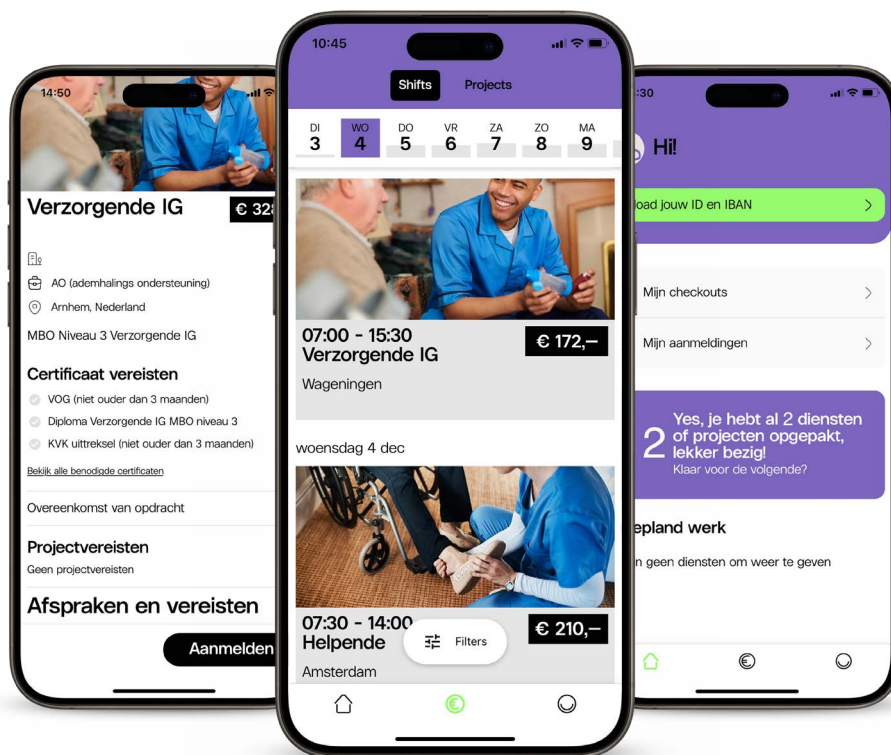 14:50
Verzorgende IG
€ 328
AO (ademhalings ondersteuning)
Arnhem, Nederland
MBO Niveau 3 Verzorgende IG
Certificaat vereisten
VOG (niet ouder dan 3 maanden)
Diploma Verzorgende IG MBO niveau 3
KVK uittreksel (niet ouder dan 3 maanden)
Bekijk alle benodigde certificaten
Overeenkomst van opdracht
Projectvereisten
Geen projectvereisten
Afspraken en vereisten
Aanmelden
10:45
Shifts Projects
DI WO DO VR ZA ZO MA
3 4 5 6 7 8 9
07:00 - 15:30
Verzorgende IG
€ 172,—
Wageningen
woensdag 4 dec
07:30 - 14:00
Helpende
€ 210,—
Filters
Amsterdam
:30
Hi!
load jouw ID en IBAN
Mijn checkouts
Mijn aanmeldingen
2
Yes, je hebt al 2 diensten
of projecten opgepakt,
lekker bezig!
Klaar voor de volgende?
epland werk
n geen diensten om weer te geven